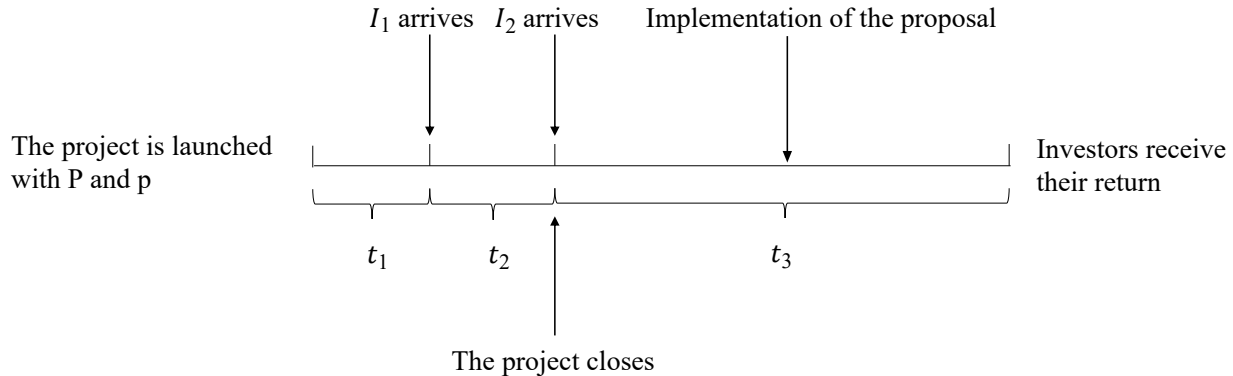 I₁ arrives
I₂ arrives
Implementation of the proposal
The project is launched
with P and p
Investors receive
their return
t₁
t₂
t₃
The project closes